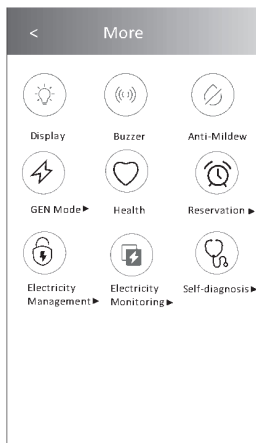 < More
Display Buzzer Anti-Mildew
GEN Mode▶ Health Reservation▶
Electricity Electricity Self-diagnosis▶
Management▶ Monitoring▶